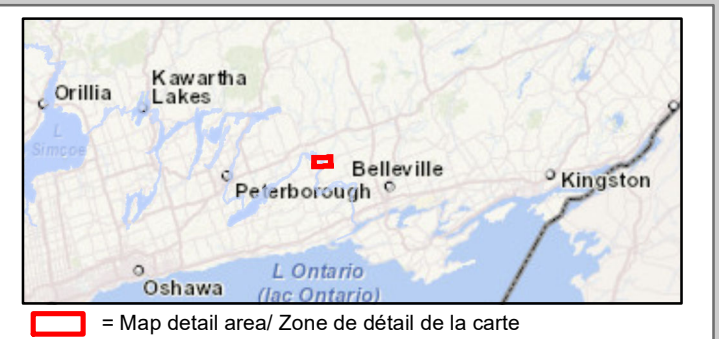 Orillia
Kawartha
Lakes
L
Simcoe
Belleville
Peterborough
Kingston
Oshawa
L Ontario
(lac Ontario)
= Map detail area/ Zone de détail de la carte